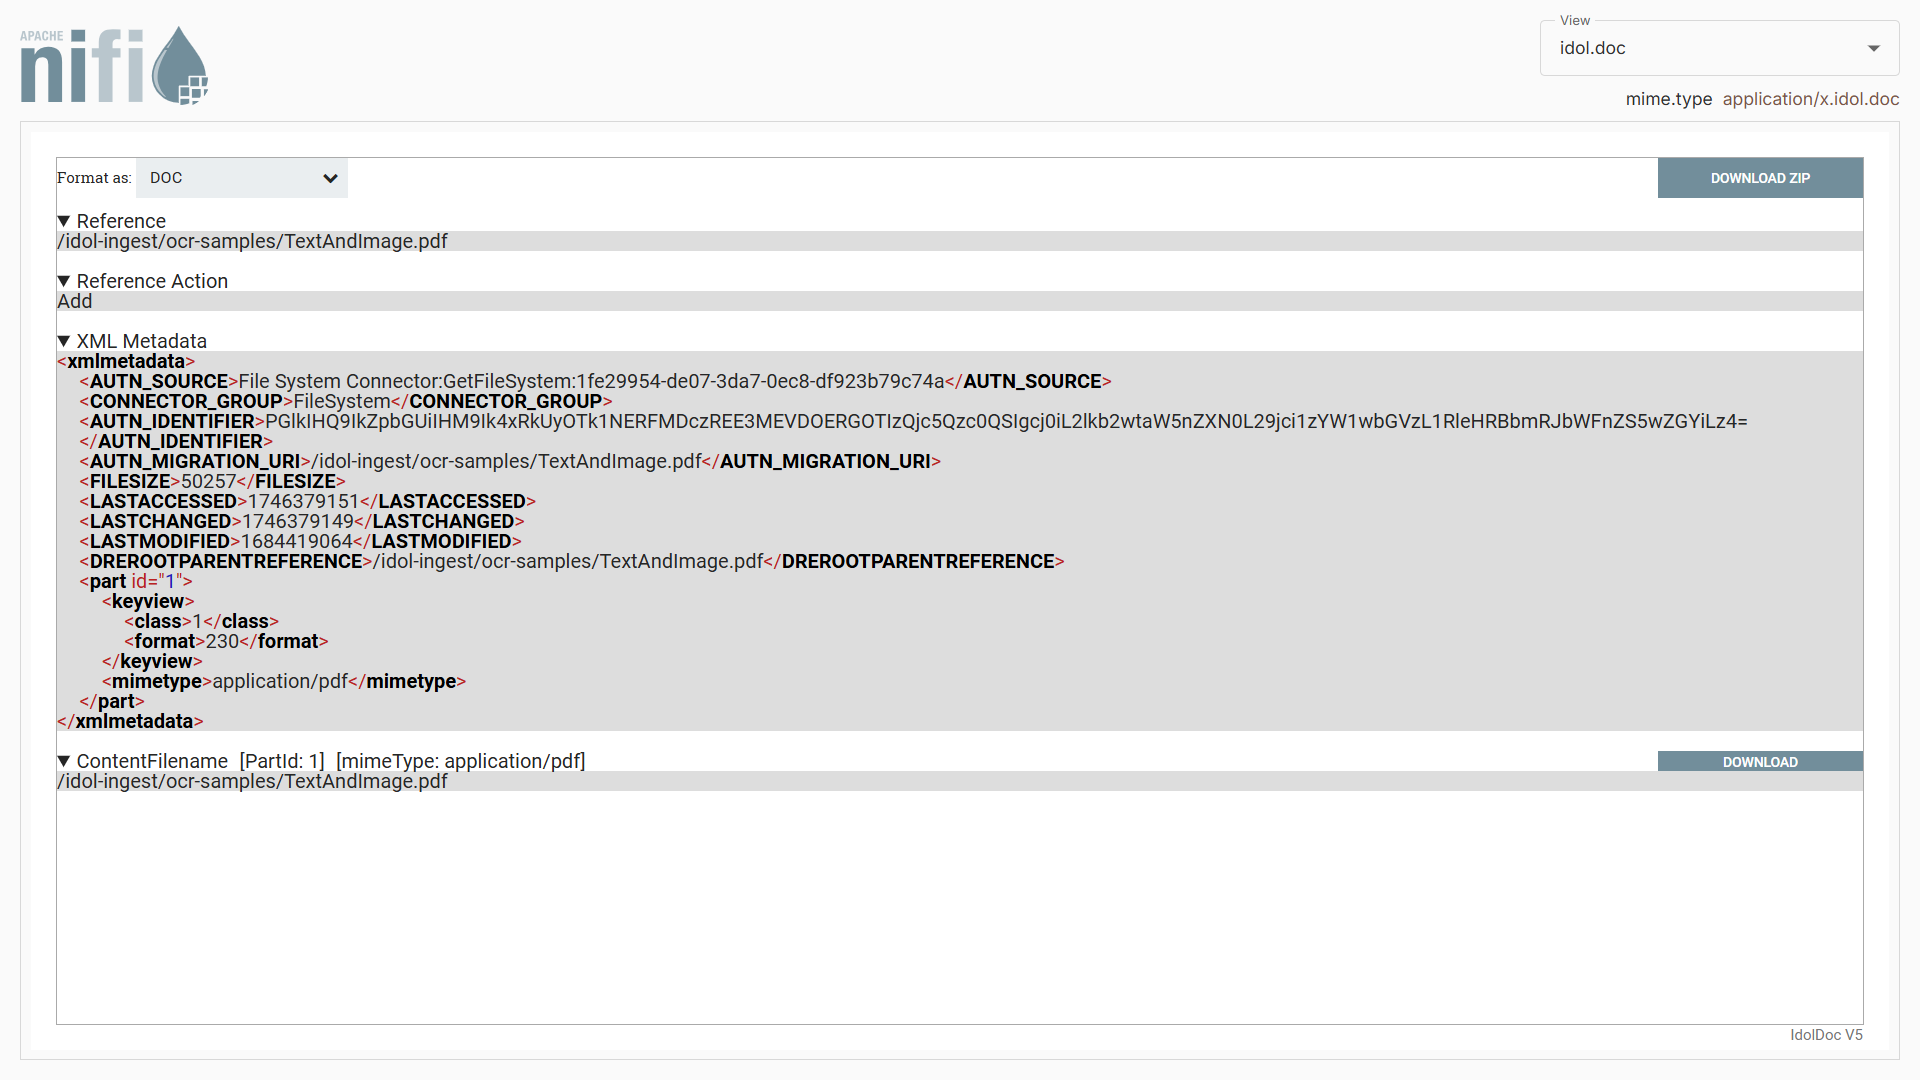 APACHE
nifi
View
idol.doc
mime.type application/x.idol.doc
Format as: DOC
DOWNLOAD ZIP
Reference
/idol-ingest/ocr-samples/TextAndImage.pdf
Reference Action
Add
XML Metadata
<xmlmetadata>
<AUTN_SOURCE>File System Connector:GetFileSystem:1fe29954-de07-3da7-0ec8-df923b79c74a</AUTN_SOURCE>
<CONNECTOR_GROUP>FileSystem</CONNECTOR_GROUP>
<AUTN_IDENTIFIER>PGlkIHQ9IkZpbGUiIHM9Ik4xRkUyOTk1NERFMDczREE3MEVDOERGOTIzQjc5Qzc0QSIgcj0iL2lkb2wtaW5nZXN0L29jci1zYW1wbGVzL1RleHRBbmRJbWFnZS5wZGYiLz4=
</AUTN_IDENTIFIER>
<AUTN_MIGRATION_URI>/idol-ingest/ocr-samples/TextAndImage.pdf</AUTN_MIGRATION_URI>
<FILESIZE>50257</FILESIZE>
<LASTACCESSED>1746379151</LASTACCESSED>
<LASTCHANGED>1746379149</LASTCHANGED>
<LASTMODIFIED>1684419064</LASTMODIFIED>
<DREROOTPARENTREFERENCE>/idol-ingest/ocr-samples/TextAndImage.pdf</DREROOTPARENTREFERENCE>
<part id="1">
<keyview>
<class>1</class>
<format>230</format>
</keyview>
<mimetype>application/pdf</mimetype>
</part>
</xmlmetadata>
ContentFilename [PartId: 1] [mimeType: application/pdf]
DOWNLOAD
/idol-ingest/ocr-samples/TextAndImage.pdf
IdolDoc V5